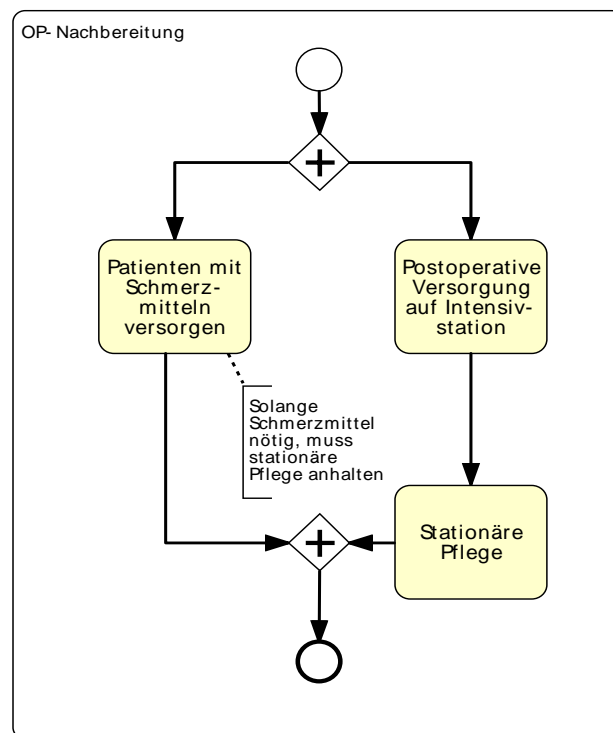 OP- Nachbereitung
Patienten mit
Schmerz-
mitteln
versorgen
Postoperative
Versorgung
auf Intensiv-
station
Solange
Schmerzmittel
nötig, muss
stationäre
Pflege anhalten
Stationäre
Pflege